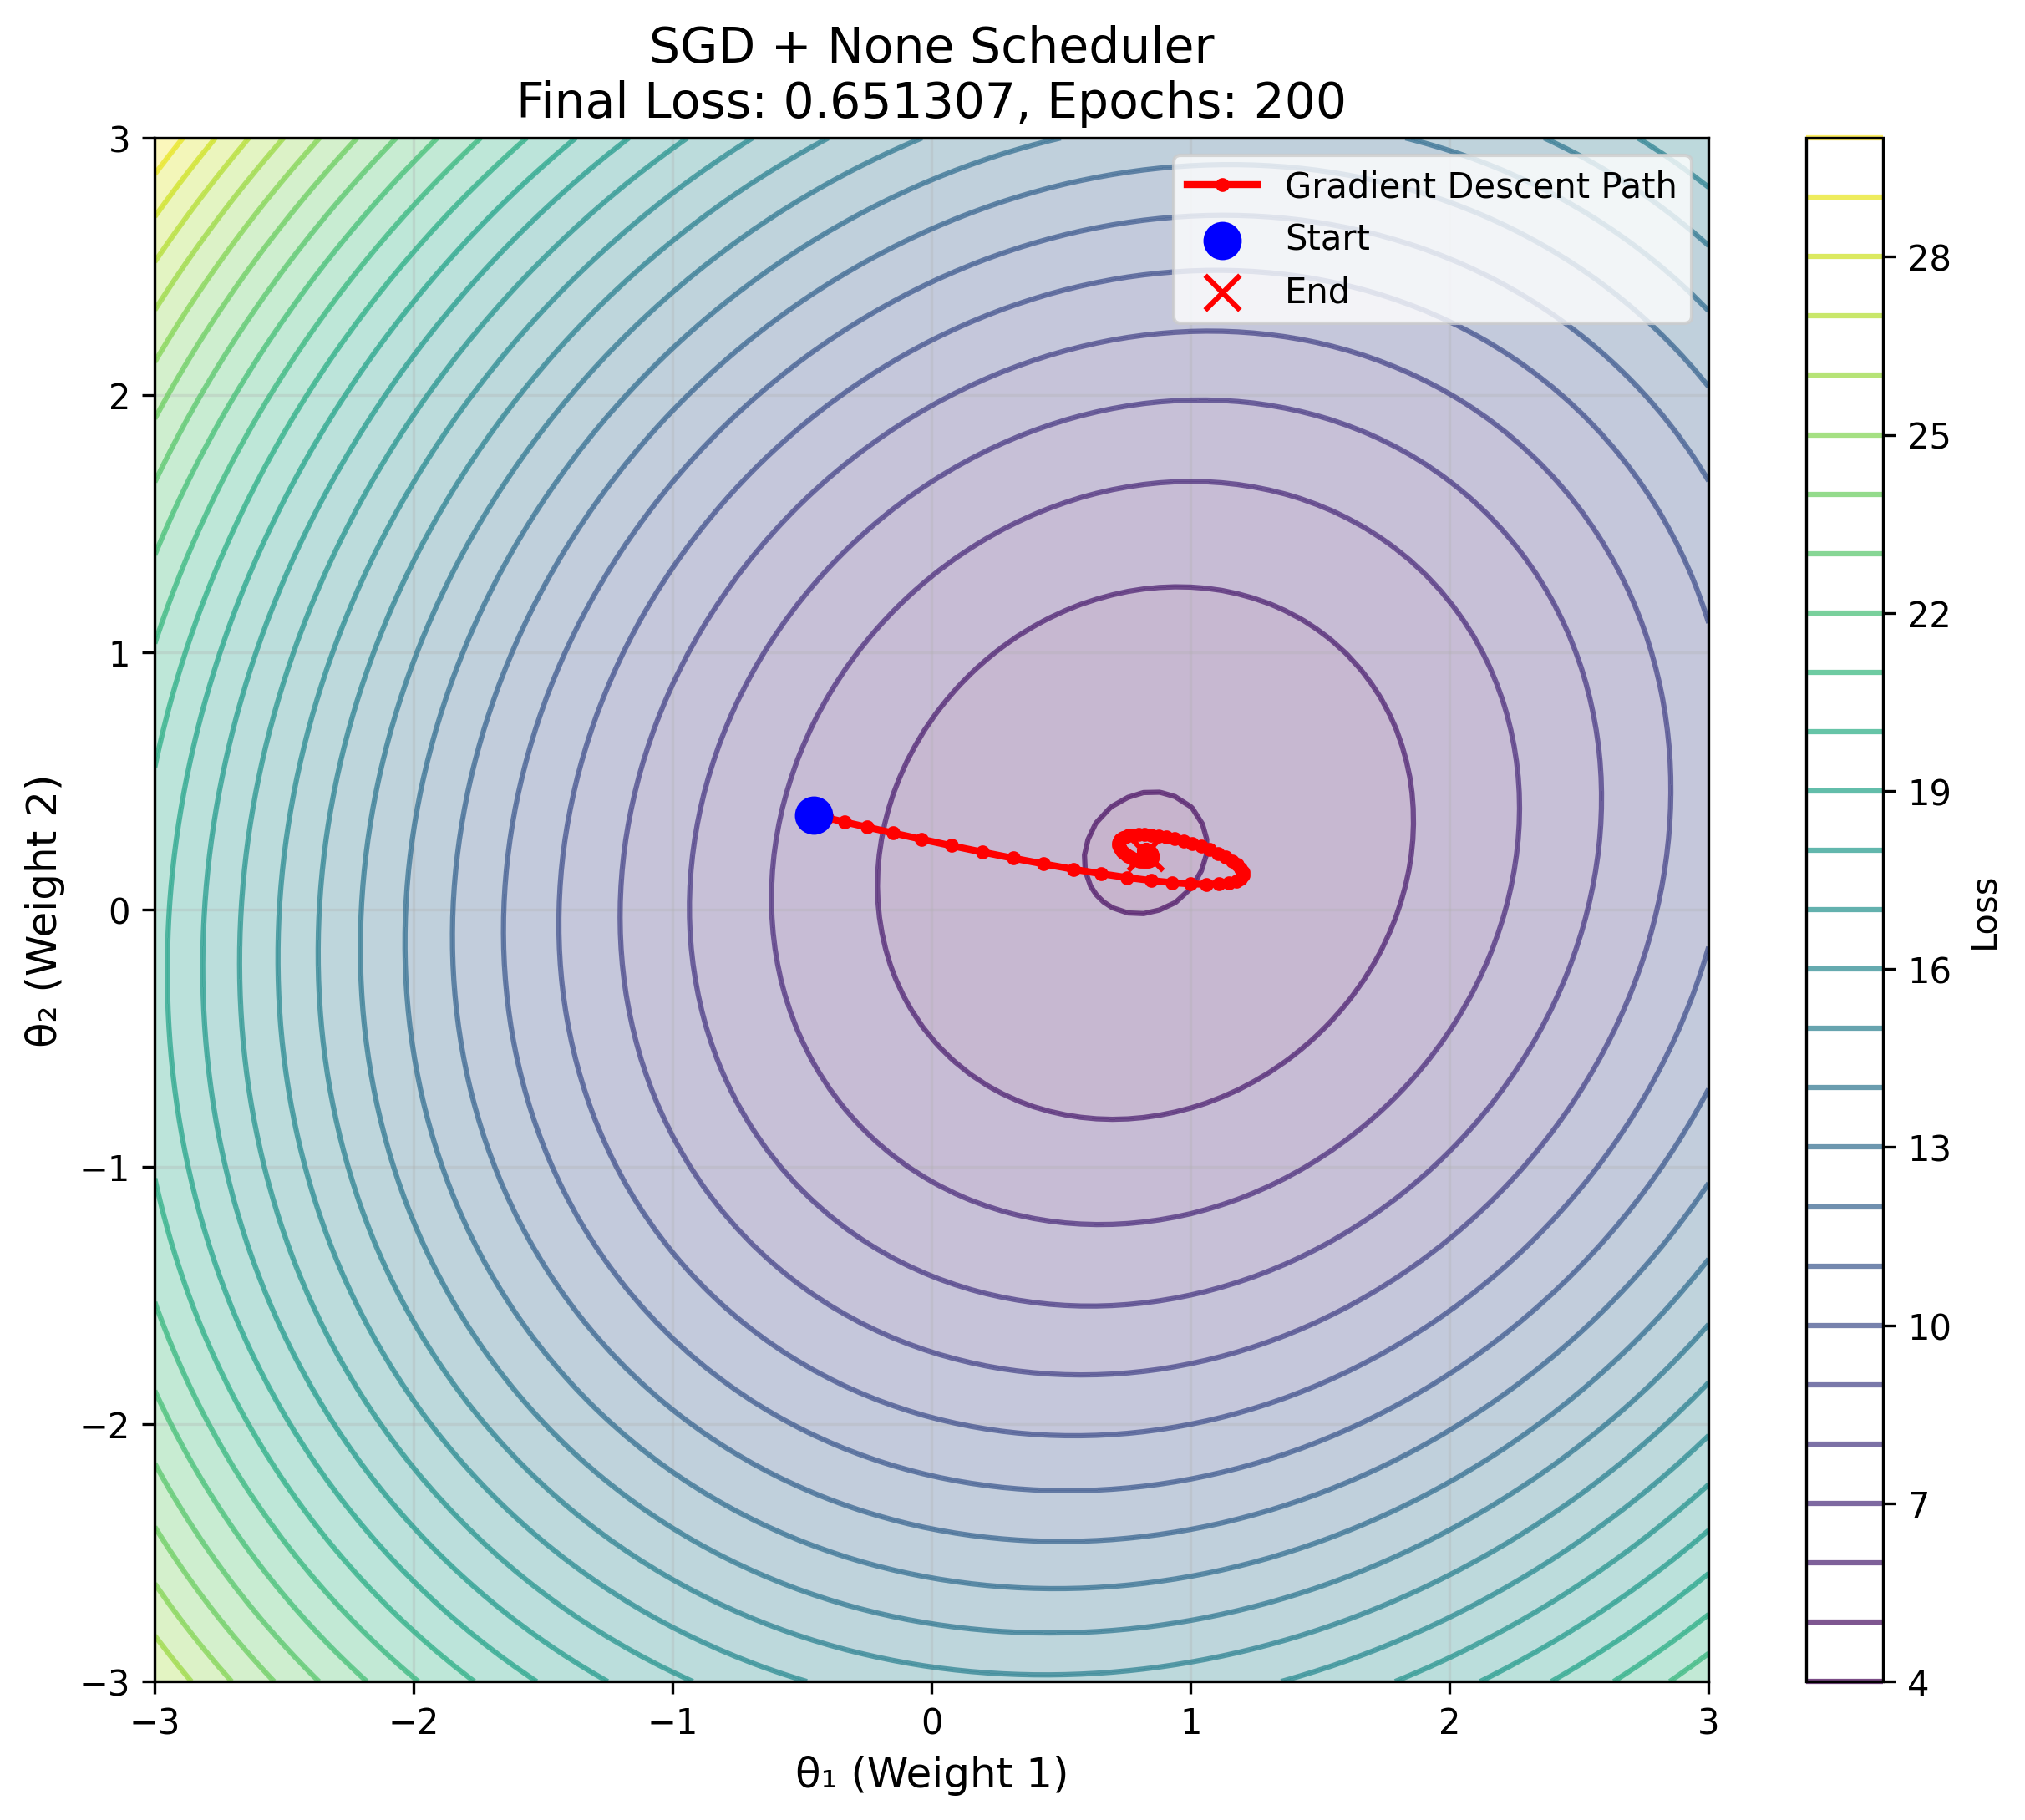 SGD + None Scheduler
Final Loss: 0.651307, Epochs: 200
Gradient Descent Path
Start
End
3
2
1
0
−1
−2
−3
θ₂ (Weight 2)
−3
−2
−1
0
1
2
3
θ₁ (Weight 1)
28
25
22
19
16
13
10
7
4
Loss